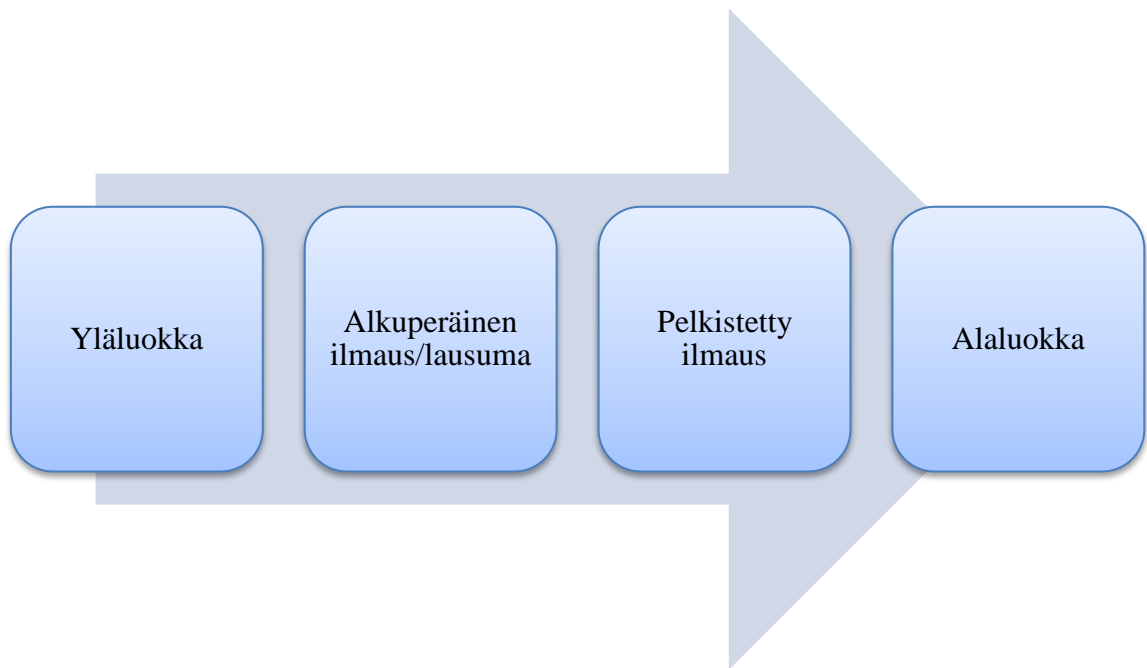 Yläluokka
Alkuperäinen
ilmaus/lausuma
Pelkistetty
ilmaus
Alaluokka